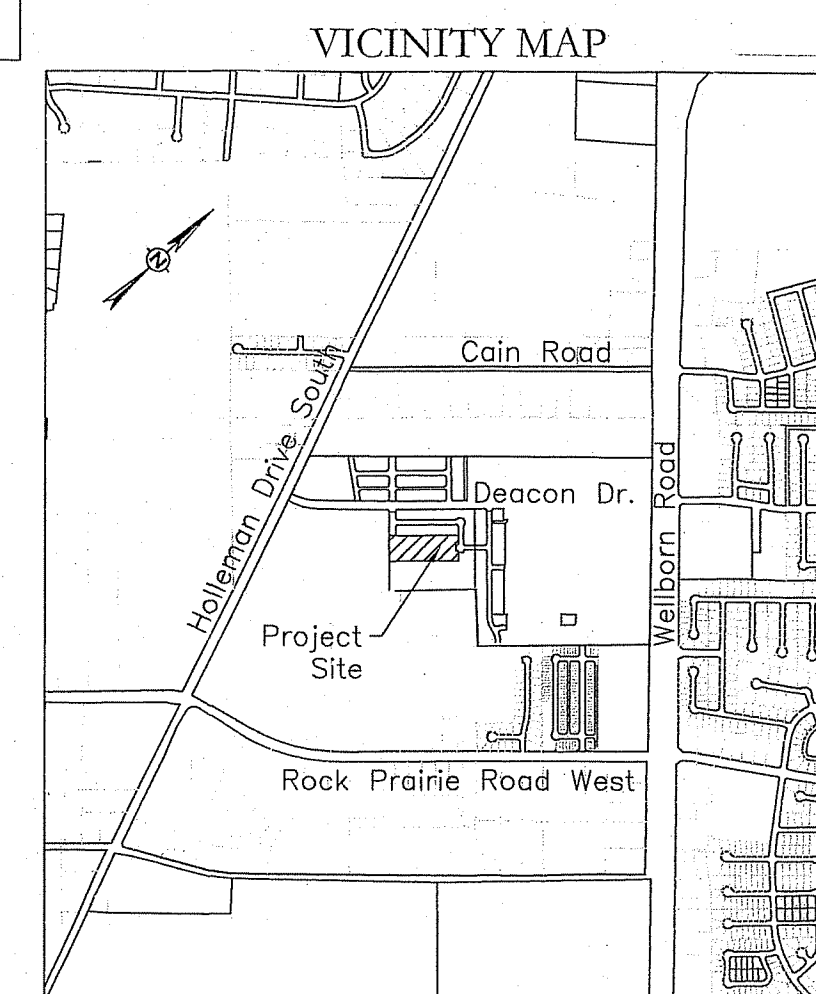 VICINITY MAP
N
Cain Road
Holleman Drive South
Deacon Dr.
Wellborn Road
Project
Site
Rock Prairie Road West